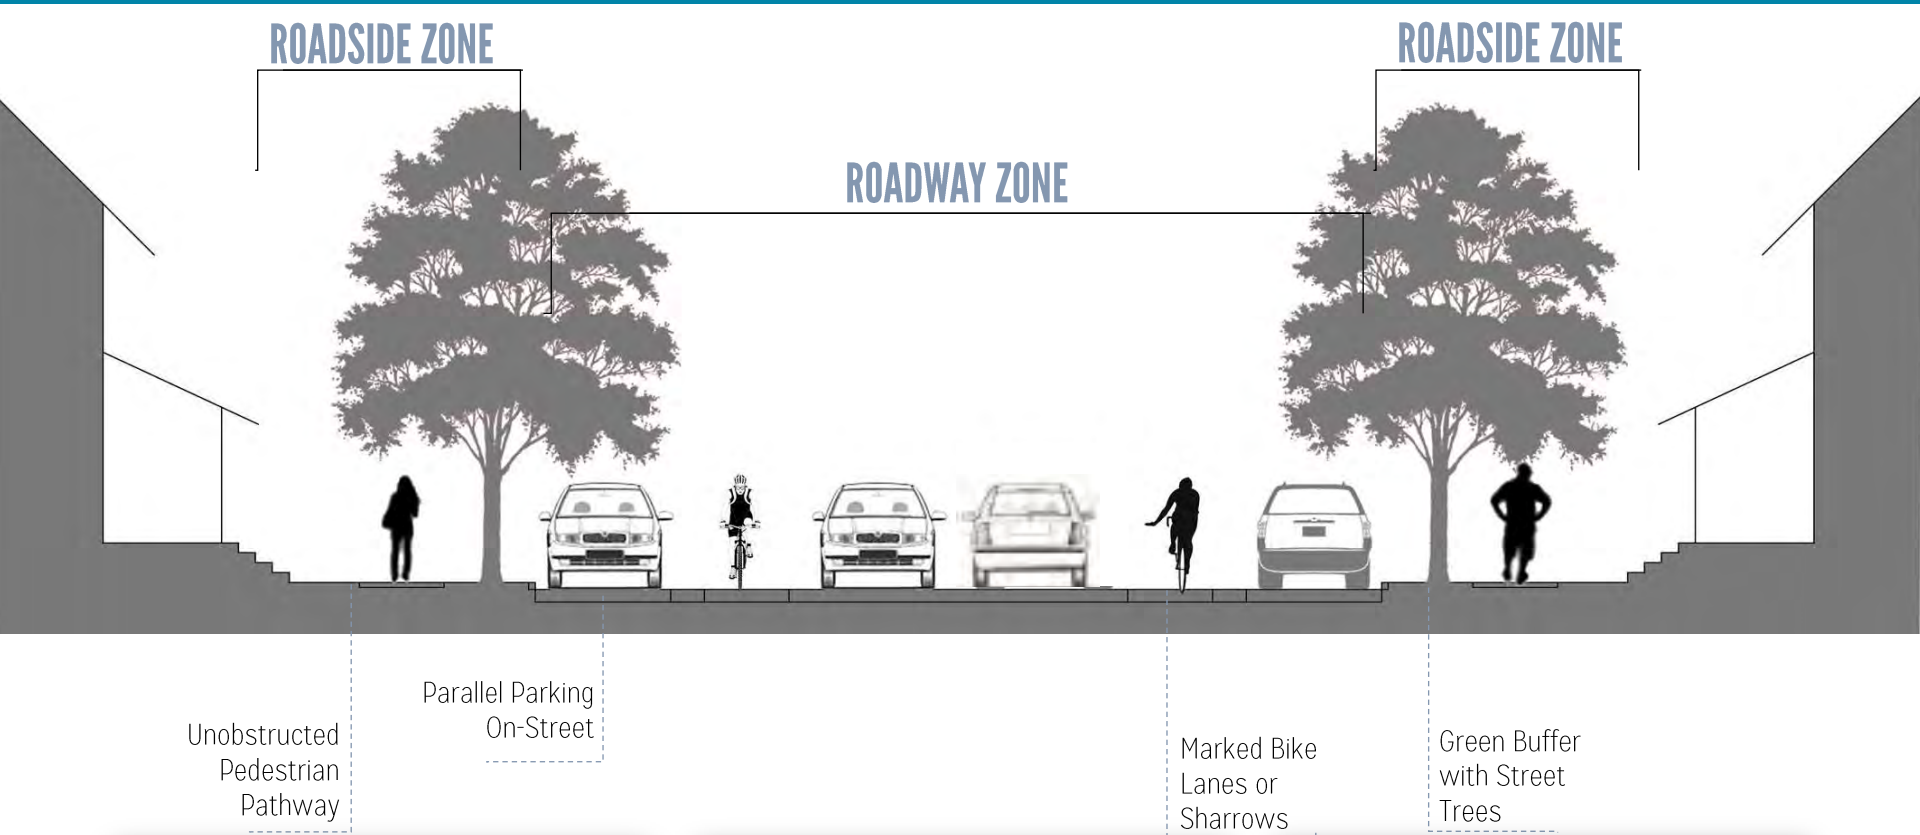 ROADSIDE ZONE
ROADSIDE ZONE
ROADWAY ZONE
Parallel Parking
On-Street
Unobstructed
Pedestrian
Pathway
Marked Bike
Lanes or
Sharrows
Green Buffer
with Street
Trees